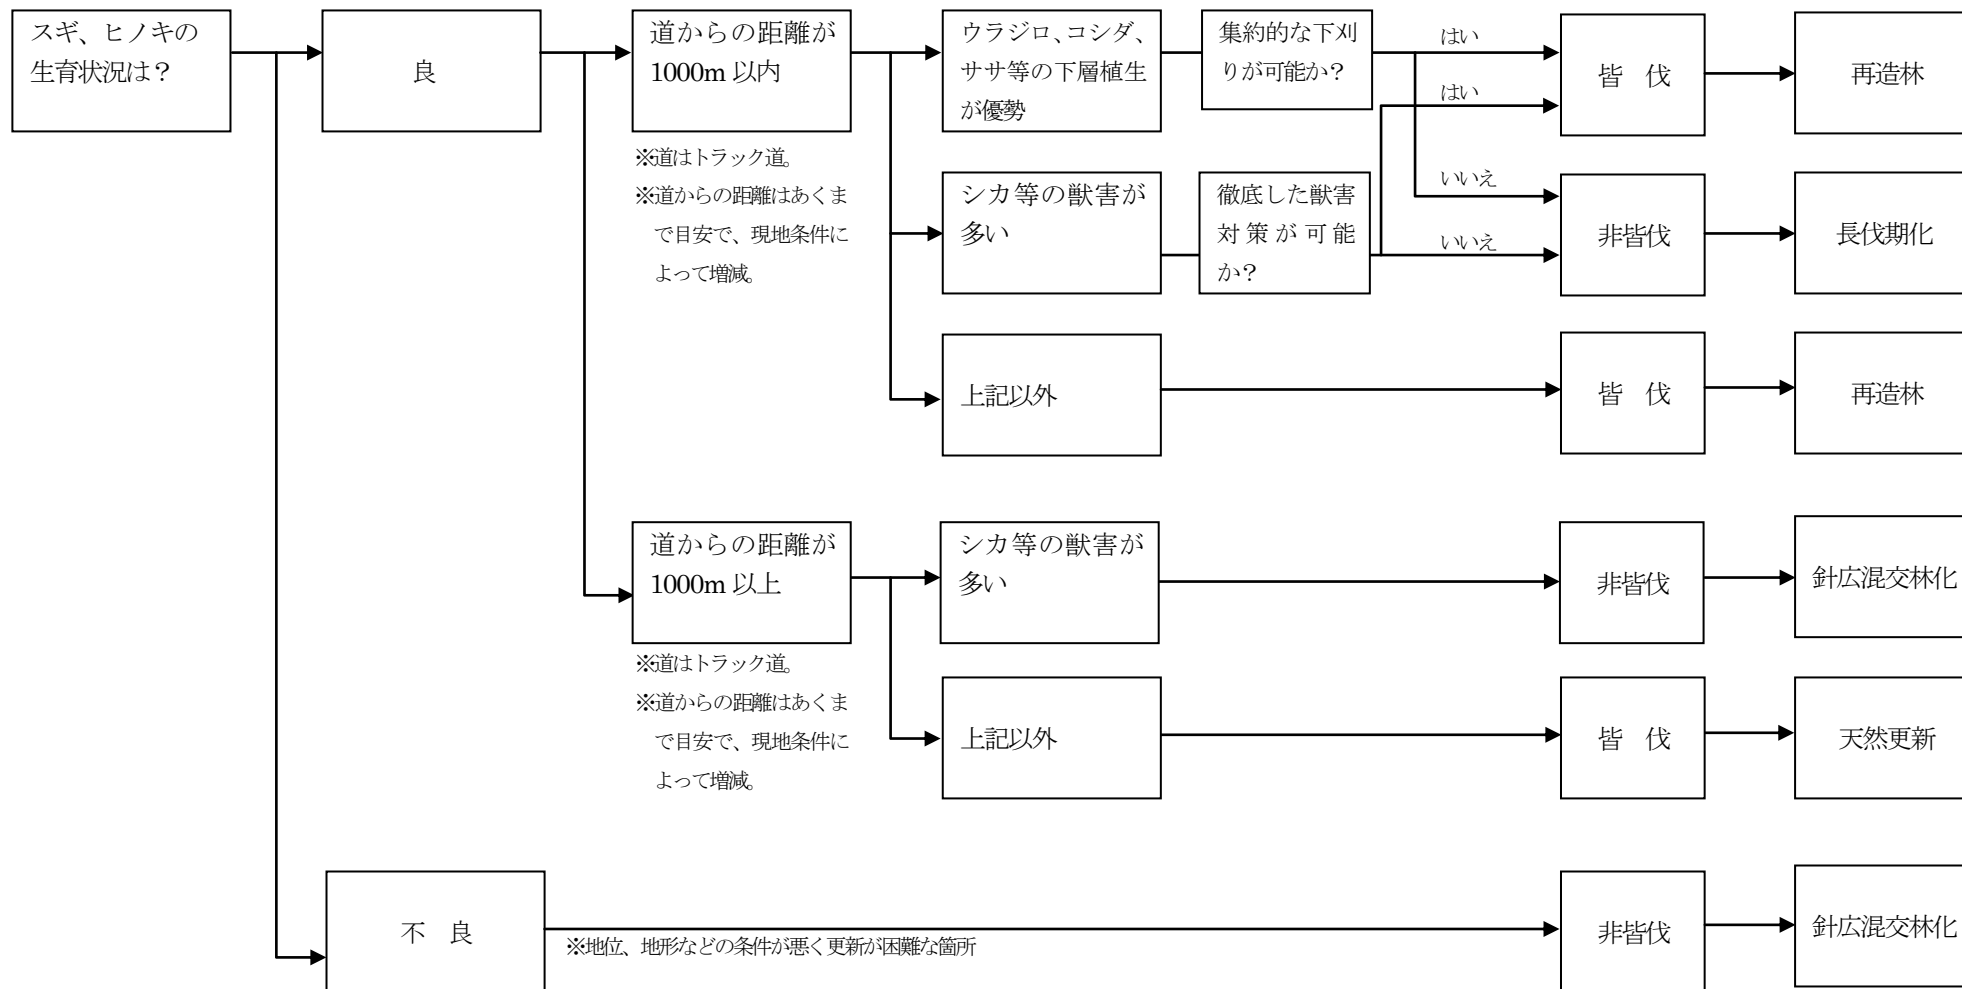 スギ、ヒノキの
生育状況は？
良
道からの距離が
1000m 以内
※道はトラック道。
※道からの距離はあくま
で目安で、現地条件に
よって増減。
ウラジロ、コシダ、
ササ等の下層植生
が優勢
集約的な下刈
りが可能か？
はい
はい
皆　伐
再造林
シカ等の獣害が
多い
徹底した獣害
対策が可能
か？
いいえ
いいえ
非皆伐
長伐期化
上記以外
皆　伐
再造林
道からの距離が
1000m 以上
※道はトラック道。
※道からの距離はあくま
で目安で、現地条件に
よって増減。
シカ等の獣害が
多い
非皆伐
針広混交林化
上記以外
皆　伐
天然更新
不　良
※地位、地形などの条件が悪く更新が困難な箇所
非皆伐
針広混交林化